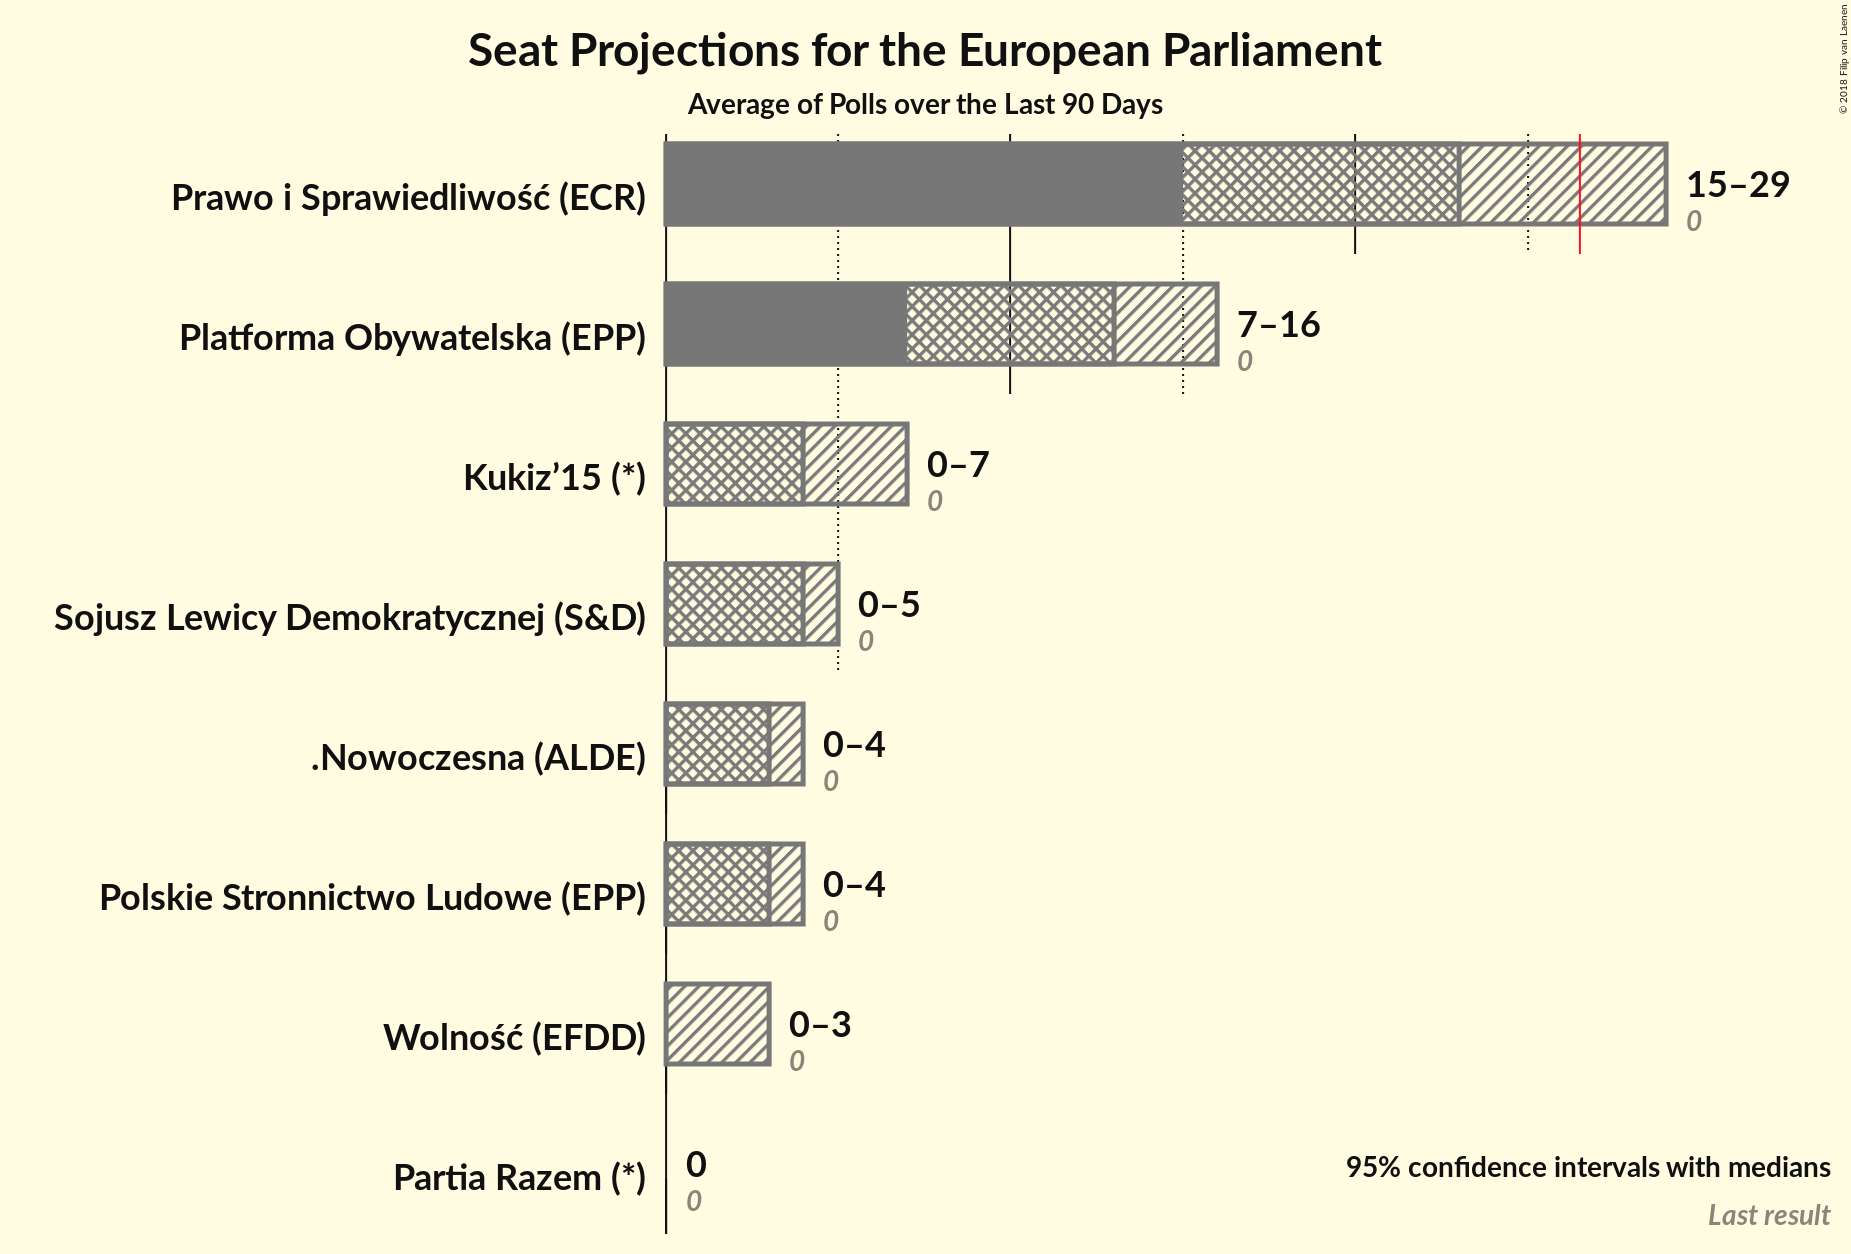 Seat Projections for the European Parliament
Average of Polls over the Last 90 Days
© 2018 Filip van Laenen
Prawo i Sprawiedliwość (ECR)
15–29
0
Platforma Obywatelska (EPP)
7–16
0
Kukiz’15 (*)
0–7
0
Sojusz Lewicy Demokratycznej (S&D)
0–5
0
.Nowoczesna (ALDE)
0–4
0
Polskie Stronnictwo Ludowe (EPP)
0–4
0
Wolność (EFDD)
0–3
0
Partia Razem (*)
0
0
95% confidence intervals with medians
Last result